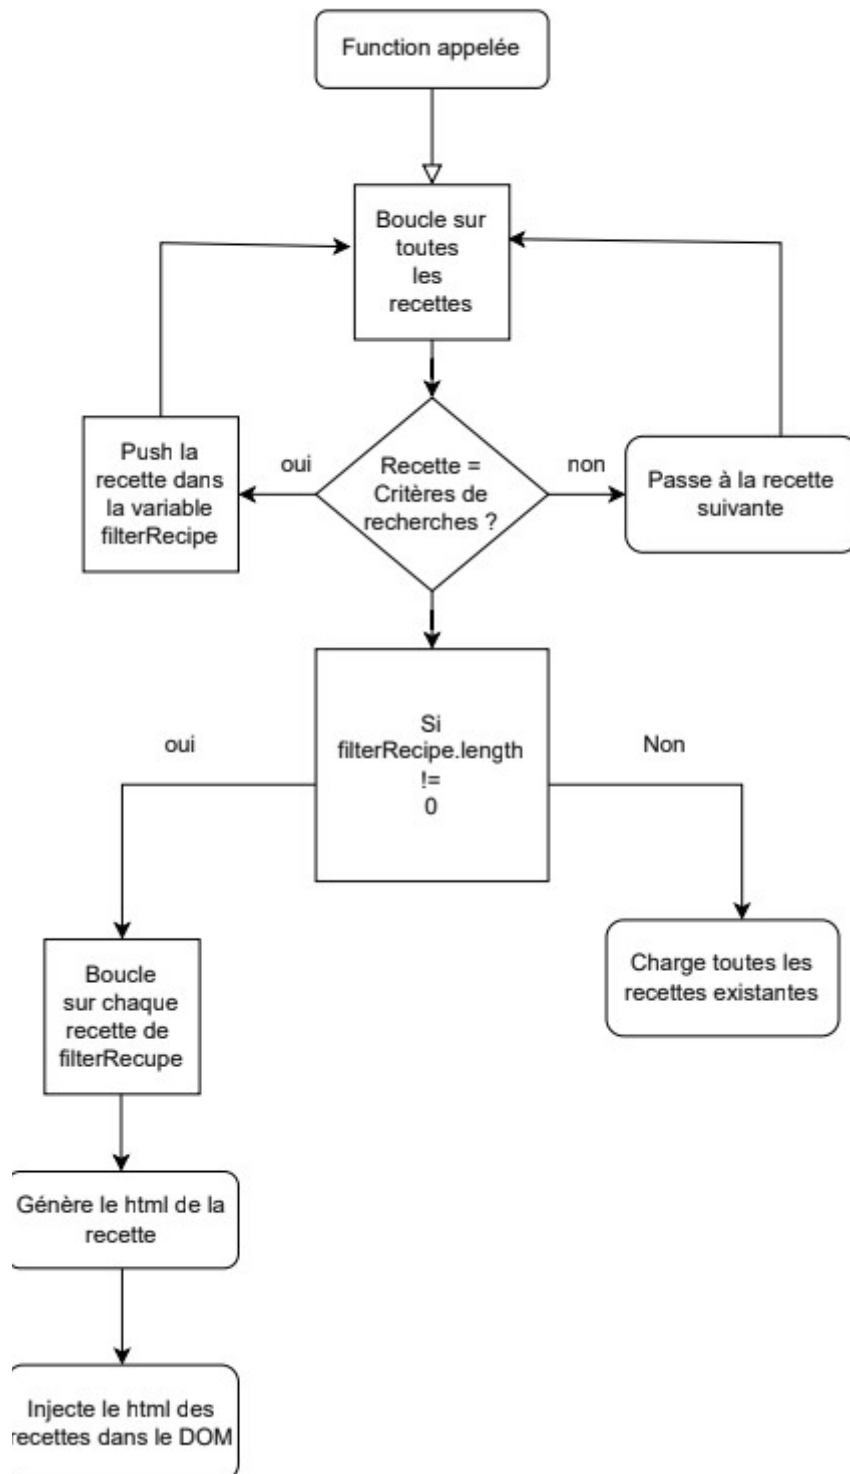 Function appelée
Boucle sur
toutes
les
recettes
Push la
recette dans
la variable
filterRecipe
oui
Recette =
Critères de
recherches ?
non
Passe à la recette
suivante
oui
Si
filterRecipe.length
!=
0
Non
Boucle
sur chaque
recette de
filterRecupe
Charge toutes les
recettes existantes
Génère le html de la
recette
Injecte le html des
recettes dans le DOM